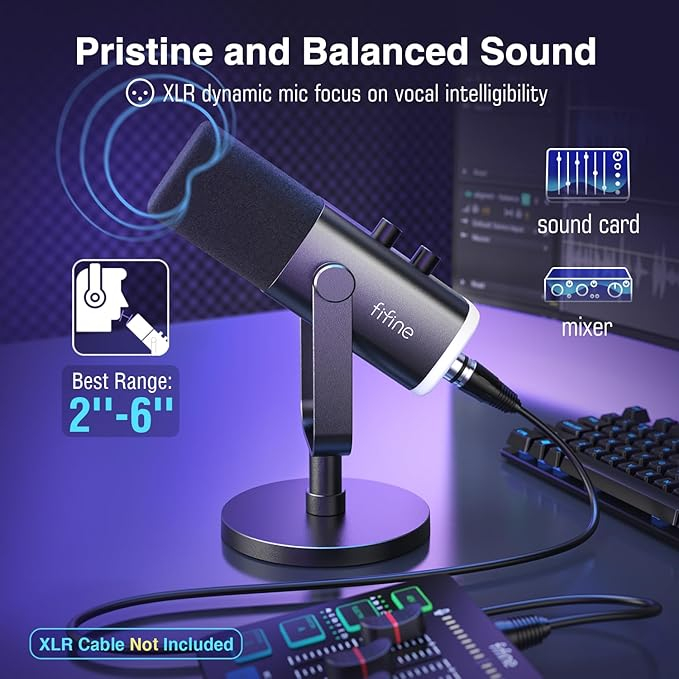 Pristine and Balanced Sound
XLR dynamic mic focus on vocal intelligibility
sound card
mixer
fifine
Best Range:
2''-6''
XLR Cable Not Included
fifine